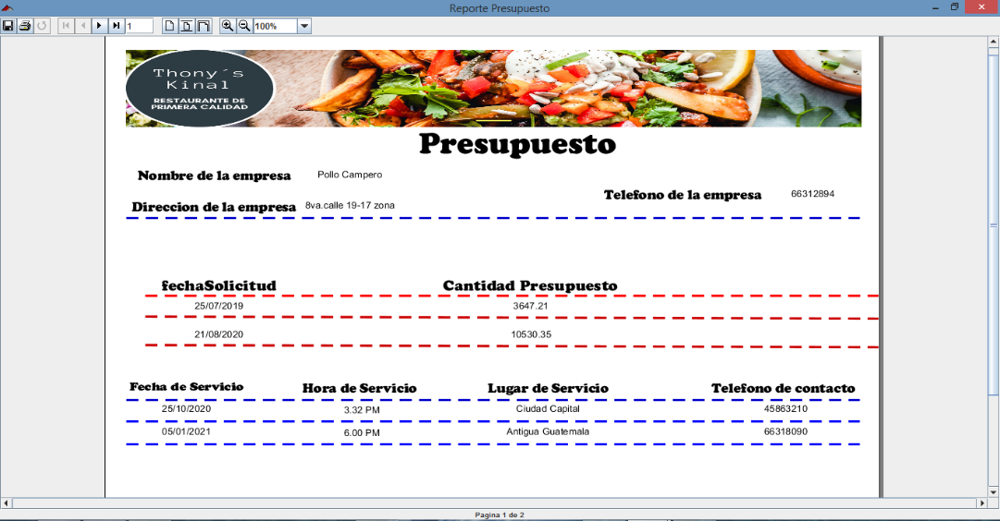 Reporte Presupuesto
1
100%
Thony´s
Kinal
RESTAURANTE DE
PRIMERA CALIDAD
Presupuesto
Nombre de la empresa Pollo Campero
Telefono de la empresa 66312894
Direccion de la empresa 8va.calle 19-17 zona
fechaSolicitud Cantidad Presupuesto
25/07/2019 3647.21
21/08/2020 10530.35
Fecha de Servicio Hora de Servicio Lugar de Servicio Telefono de contacto
25/10/2020 3.32 PM Ciudad Capital 45863210
05/01/2021 6.00 PM Antigua Guatemala 66318090
Pagina 1 de 2